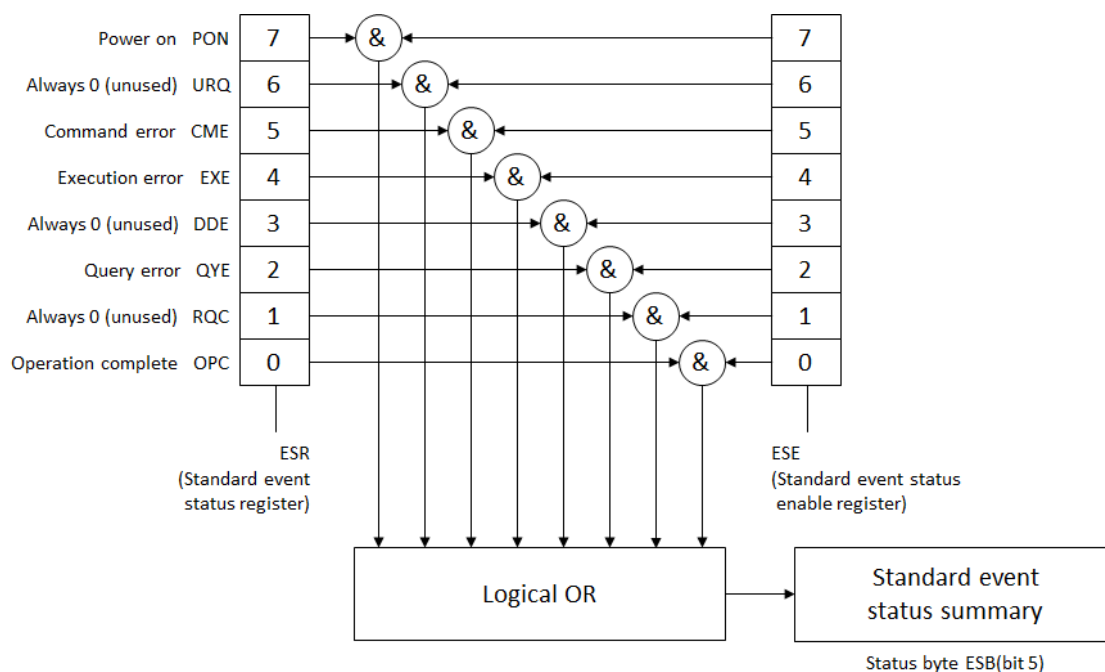 Power on PON 7 & 7
Always 0 (unused) URQ 6 & 6
Command error CME 5 & 5
Execution error EXE 4 & 4
Always 0 (unused) DDE 3 & 3
Query error QYE 2 & 2
Always 0 (unused) RQC 1 & 1
Operation complete OPC 0 & 0
ESR
(Standard event
status register)
ESE
(Standard event status
enable register)
Logical OR
Standard event
status summary
Status byte ESB(bit 5)